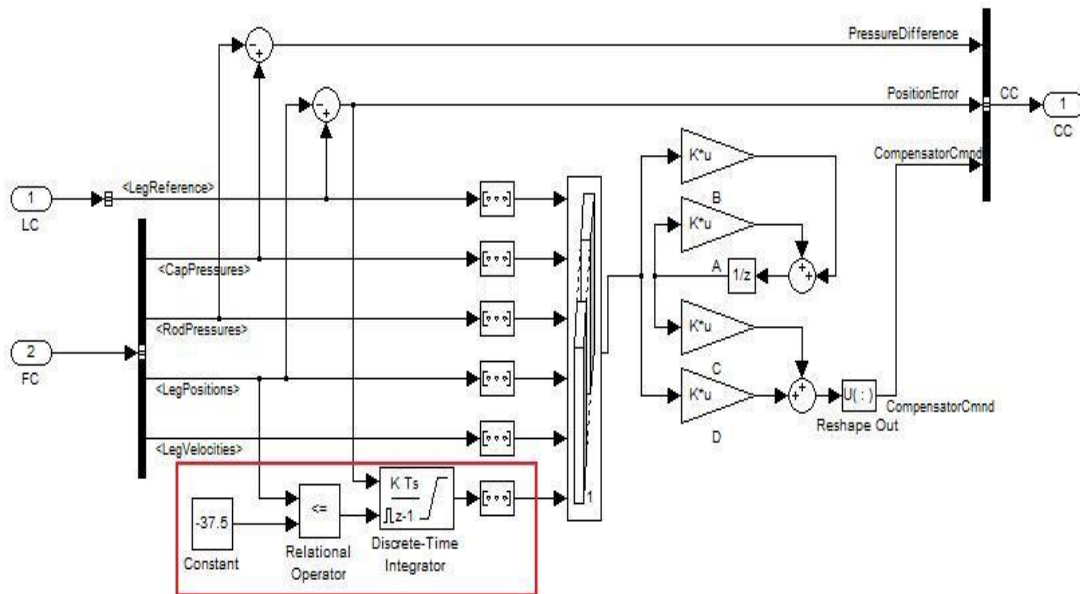 PressureDifference
PositionError
CC
1
CC
CompensatorCmnd
K*u
B
<LegReference>
1
LC
K*u
A
1/z
<CapPressures>
<RodPressures>
K*u
C
2
FC
<LegPositions>
K*u
D
U( : )
Reshape Out
CompensatorCmnd
<LegVelocities>
K Ts
z-1
-37.5
Constant
<=
Relational
Operator
Discrete-Time
Integrator
1